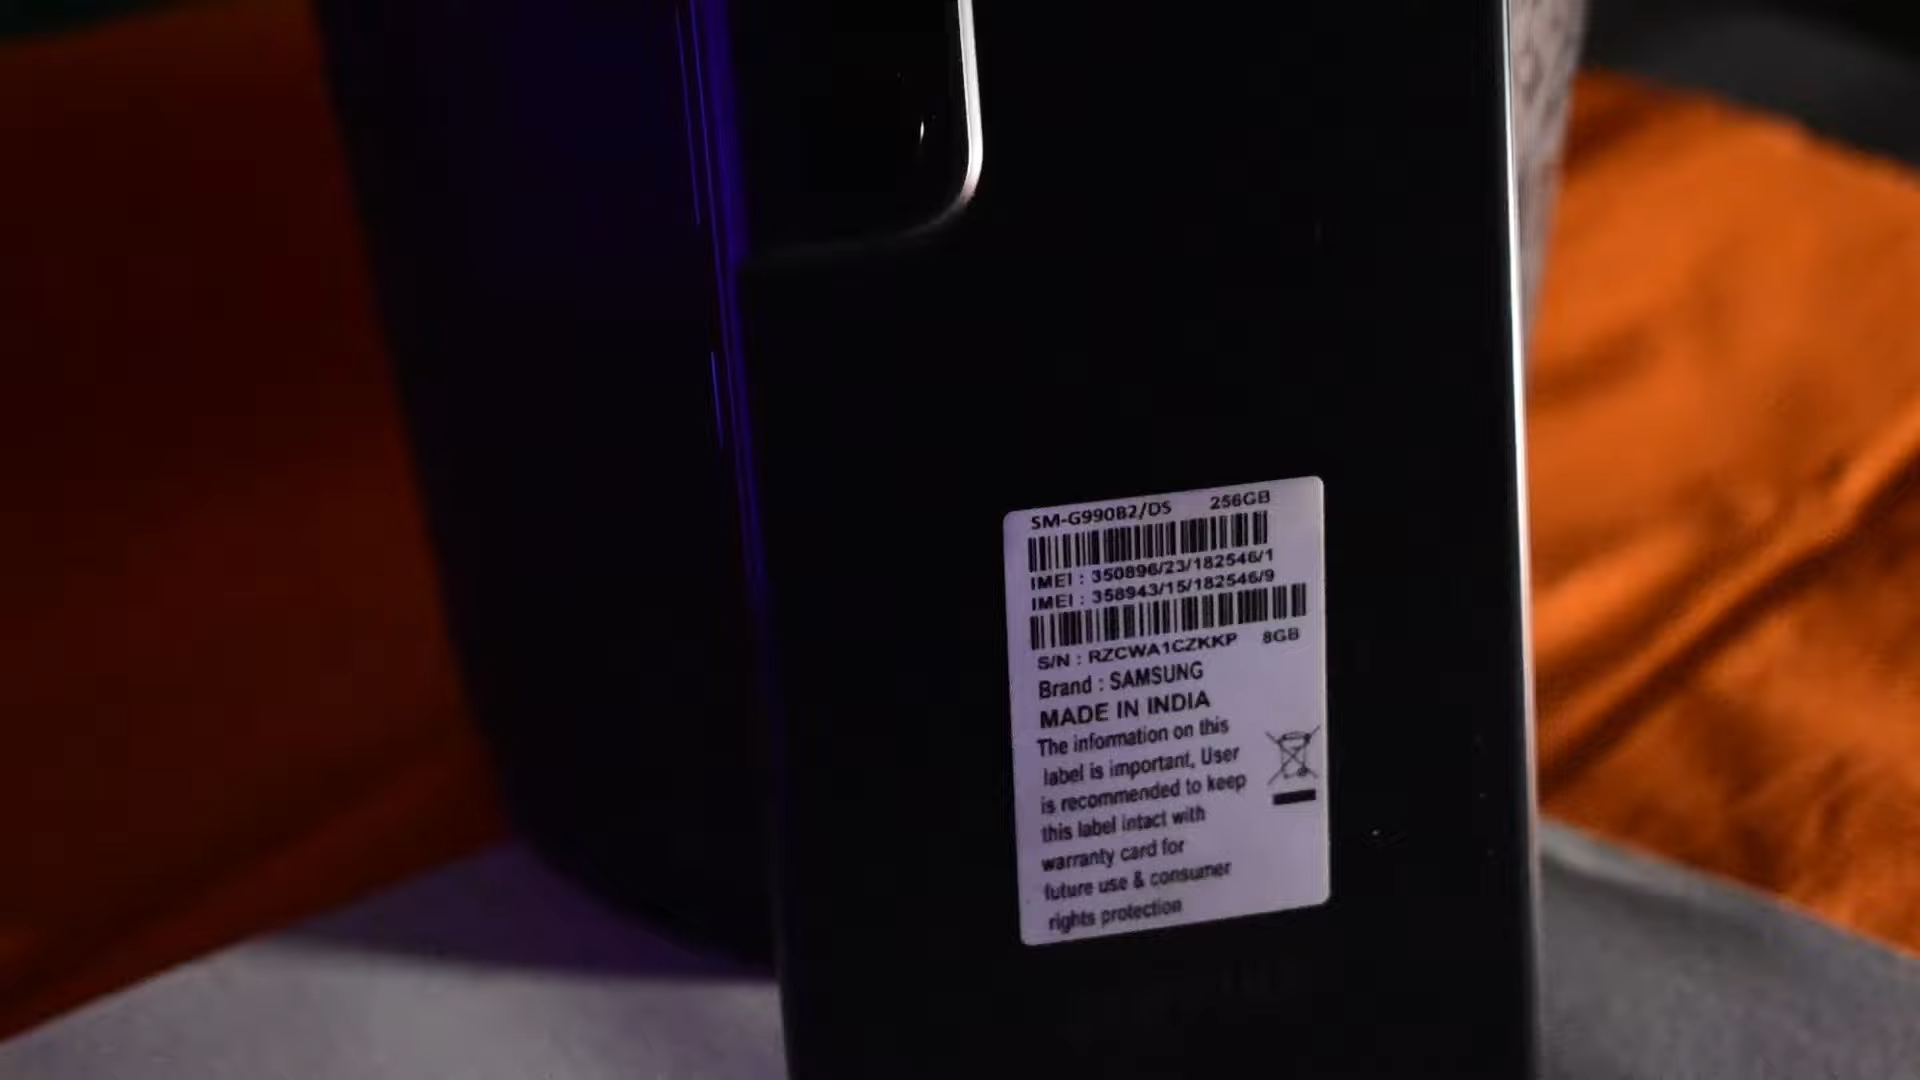 SM-G990B2/DS 256GB
IMEI : 350896/23/182546/1
IMEI : 358943/15/182546/9
S/N : RZCWA1CZKKP 8GB
Brand : SAMSUNG
MADE IN INDIA
The information on this
label is important, User
is recommended to keep
this label intact with
warranty card for
future use & consumer
rights protection